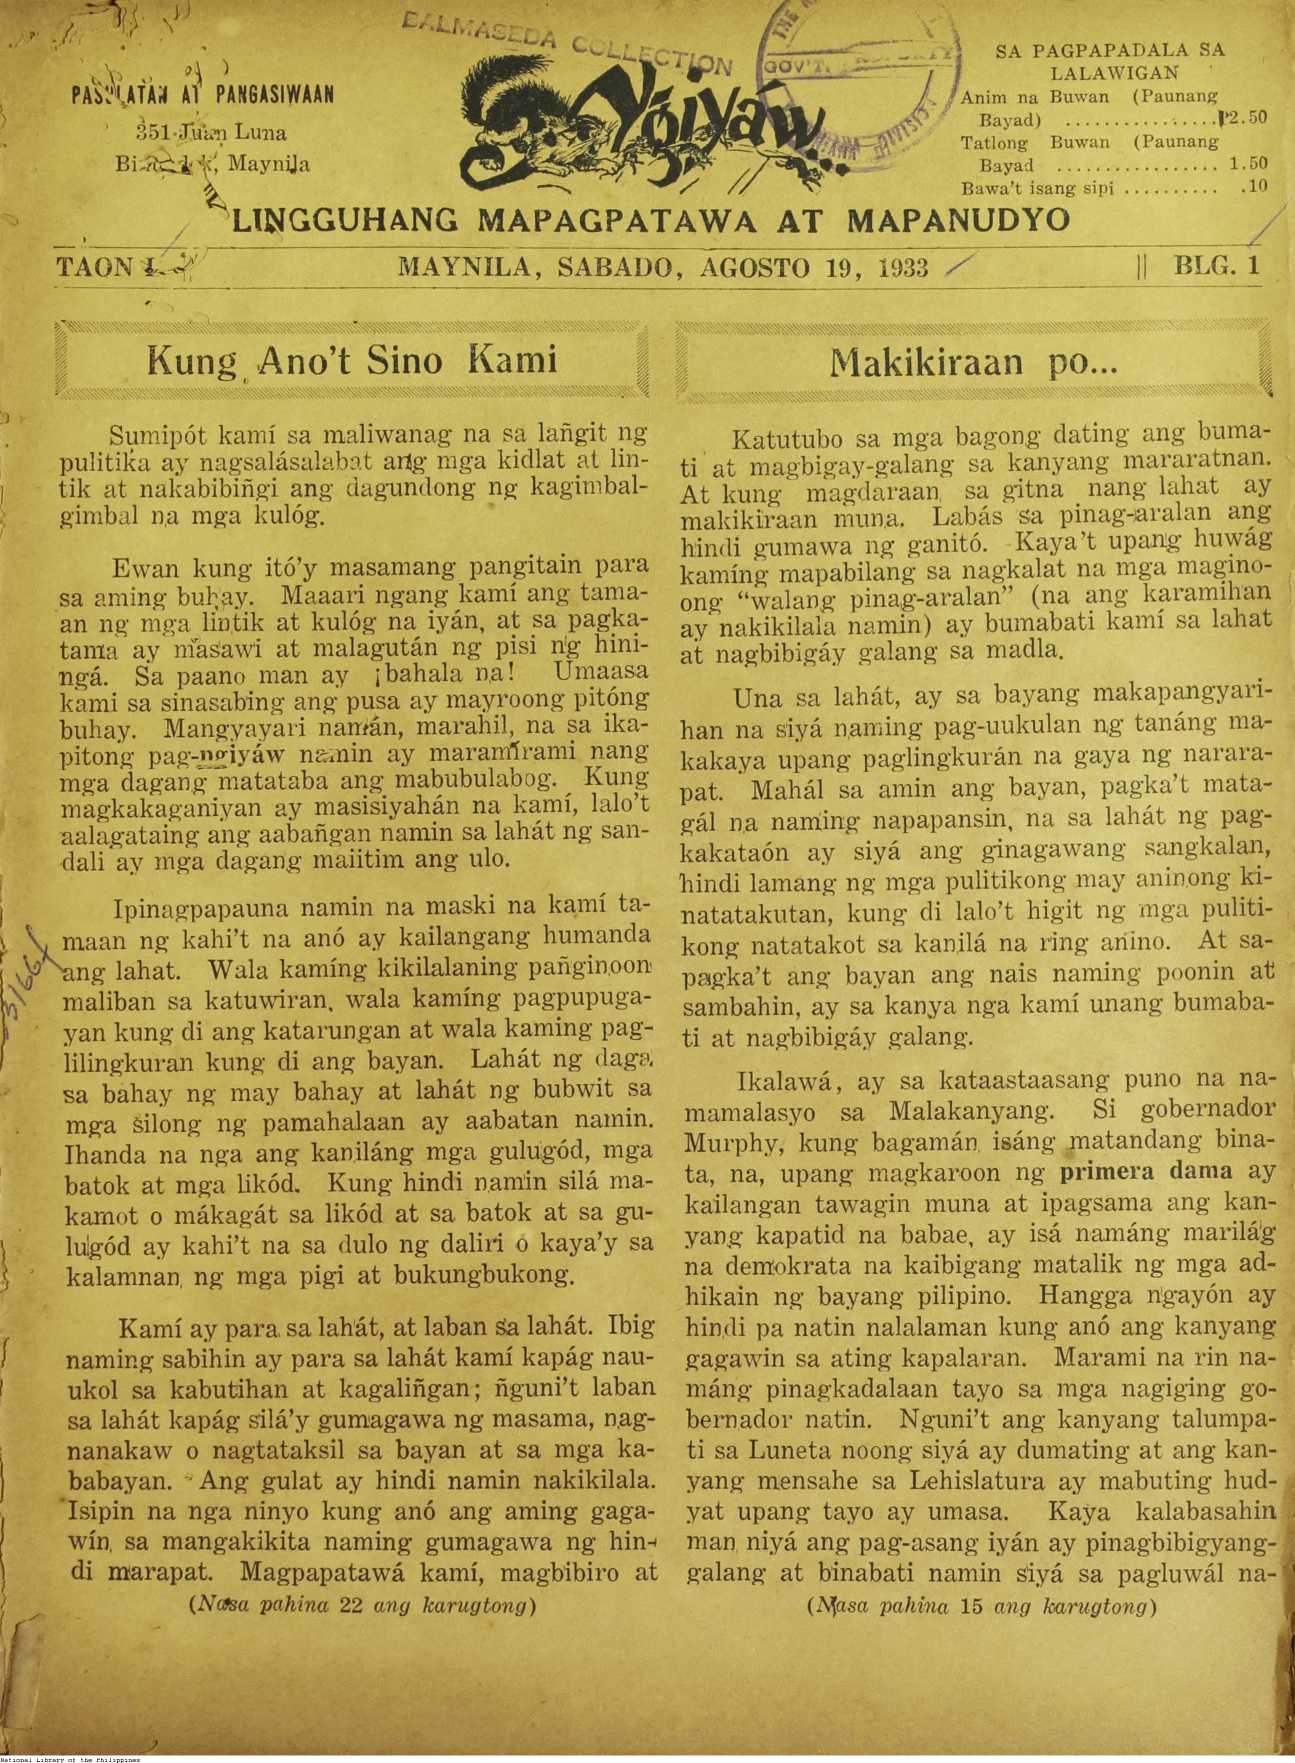 BALMASEDA COLLECTION
PASULATAN AT PANGASIWAAN
351 Juan Luna
Maynila
SA PAGPAPADALA SA
LALAWIGAN
Anim na Buwan (Paunang
Bayad) ................₱2.50
Tatlong Buwan (Paunang
Bayad ................. 1.50
Bawa't isang sipi .......... .10
LINGGUHANG MAPAGPATAWA AT MAPANUDYO
TAON I
MAYNILA, SABADO, AGOSTO 19, 1933
|| BLG. 1
Kung Ano't Sino Kami
Sumipót kamí sa maliwanag na sa lañgit ng
pulitika ay nagsalásalabat ang mga kidlat at lin-
tik at nakabibiñgi ang dagundong ng kagimbal-
gimbal na mga kulóg.
Ewan kung itó'y masamang pangitain para
sa aming buhay. Maaari ngang kamí ang tama-
an ng mga lintik at kulóg na iyán, at sa pagka-
tama ay masawi at malagután ng pisi ng hini-
ngá. Sa paano man ay ¡bahala na! Umaasa
kami sa sinasabing ang pusa ay mayroong pitóng
buhay. Mangyayari namán, marahil, na sa ika-
pitong pag-ngiyáw namin ay maramirami nang
mga dagang matataba ang mabubulabog. Kung
magkakaganiyan ay masisiyahán na kamí, lalo't
aalagataing ang aabañgan namin sa lahát ng san-
dali ay mga dagang maiitim ang ulo.
Ipinagpapauna namin na maski na kamí ta-
maan ng kahi't na anó ay kailangang humanda
ang lahat. Wala kamíng kikilalaning pañginoon
maliban sa katuwiran, wala kamíng pagpupuga-
yan kung di ang katarungan at wala kaming pag-
lilingkuran kung di ang bayan. Lahát ng daga
sa bahay ng may bahay at lahát ng bubwit sa
mga silong ng pamahalaan ay aabatan namin.
Ihanda na nga ang kaniláng mga gulugód, mga
batok at mga likód. Kung hindi namin silá ma-
kamot o mákagát sa likód at sa batok at sa gu-
lugód ay kahi't na sa dulo ng daliri o kaya'y sa
kalamnan ng mga pigi at bukungbukong.
Kamí ay para sa lahát, at laban sa lahát. Ibig
naming sabihin ay para sa lahát kamí kapág nau-
ukol sa kabutihan at kagaliñgan; ñguni't laban
sa lahát kapág silá'y gumagawa ng masama, nag-
nanakaw o nagtataksil sa bayan at sa mga ka-
babayan. Ang gulat ay hindi namin nakikilala.
Isipin na nga ninyo kung anó ang aming gaga-
wín sa mangakikita naming gumagawa ng hin-
di marapat. Magpapatawá kamí, magbibiro at
(Nasa pahina 22 ang karugtong)
Makikiraan po...
Katutubo sa mga bagong dating ang buma-
ti at magbigay-galang sa kanyang mararatnan.
At kung magdaraan sa gitna nang lahat ay
makikiraan muna. Labás sa pinag-aralan ang
hindi gumawa ng ganitó. Kaya't upang huwág
kamíng mapabilang sa nagkalat na mga magino-
ong "walang pinag-aralan" (na ang karamihan
ay nakikilala namin) ay bumabati kamí sa lahat
at nagbibigáy galang sa madla.
Una sa lahát, ay sa bayang makapangyari-
han na siyá naming pag-uukulan ng tanáng ma-
kakaya upang paglingkurán na gaya ng narara-
pat. Mahál sa amin ang bayan, pagka't mata-
gál na naming napapansin, na sa lahát ng pag-
kakataón ay siyá ang ginagawang sangkalan,
hindi lamang ng mga pulitikong may aninong ki-
natatakutan, kung di lalo't higit ng mga puliti-
kong natatakot sa kanilá na ring anino. At sa-
pagka't ang bayan ang nais naming poonin at
sambahin, ay sa kanya nga kamí unang bumaba-
ti at nagbibigáy galang.
Ikalawá, ay sa kataastaasang puno na na-
mamalasyo sa Malakanyang. Si gobernador
Murphy, kung bagamán isáng matandang bina-
ta, na, upang magkaroon ng primera dama ay
kailangan tawagin muna at ipagsama ang kan-
yang kapatid na babae, ay isá namáng marilág
na demokrata na kaibigang matalik ng mga ad-
hikain ng bayang pilipino. Hangga ngayón ay
hindi pa natin nalalaman kung anó ang kanyang
gagawin sa ating kapalaran. Marami na rin na-
máng pinagkadalaan tayo sa mga nagiging go-
bernador natin. Nguni't ang kanyang talumpa-
ti sa Luneta noong siyá ay dumating at ang kan-
yang mensahe sa Lehislatura ay mabuting hud-
yat upang tayo ay umasa. Kaya kalabasahin
man niyá ang pag-asang iyán ay pinagbibigyang-
galang at binabati namin siyá sa pagluwál na-
(Nasa pahina 15 ang karugtong)
National Library of the Philippines